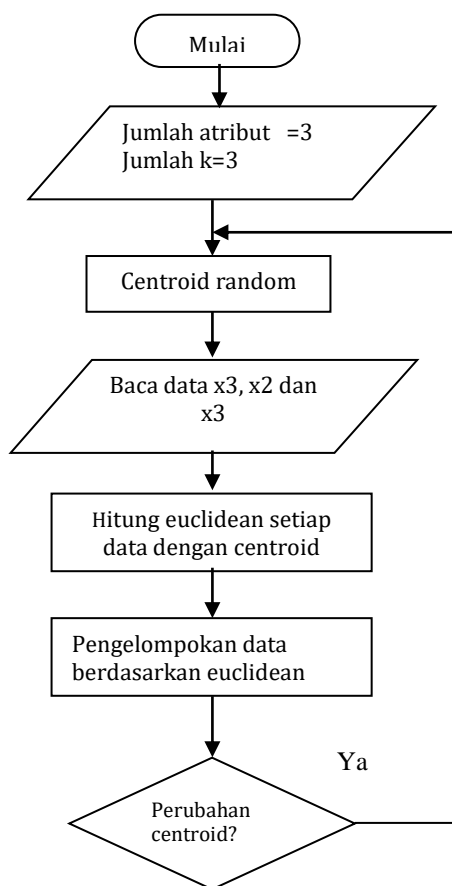 Mulai
Jumlah atribut =3
Jumlah k=3
Centroid random
Baca data x3, x2 dan
x3
Hitung euclidean setiap
data dengan centroid
Pengelompokan data
berdasarkan euclidean
Ya
Perubahan
centroid?